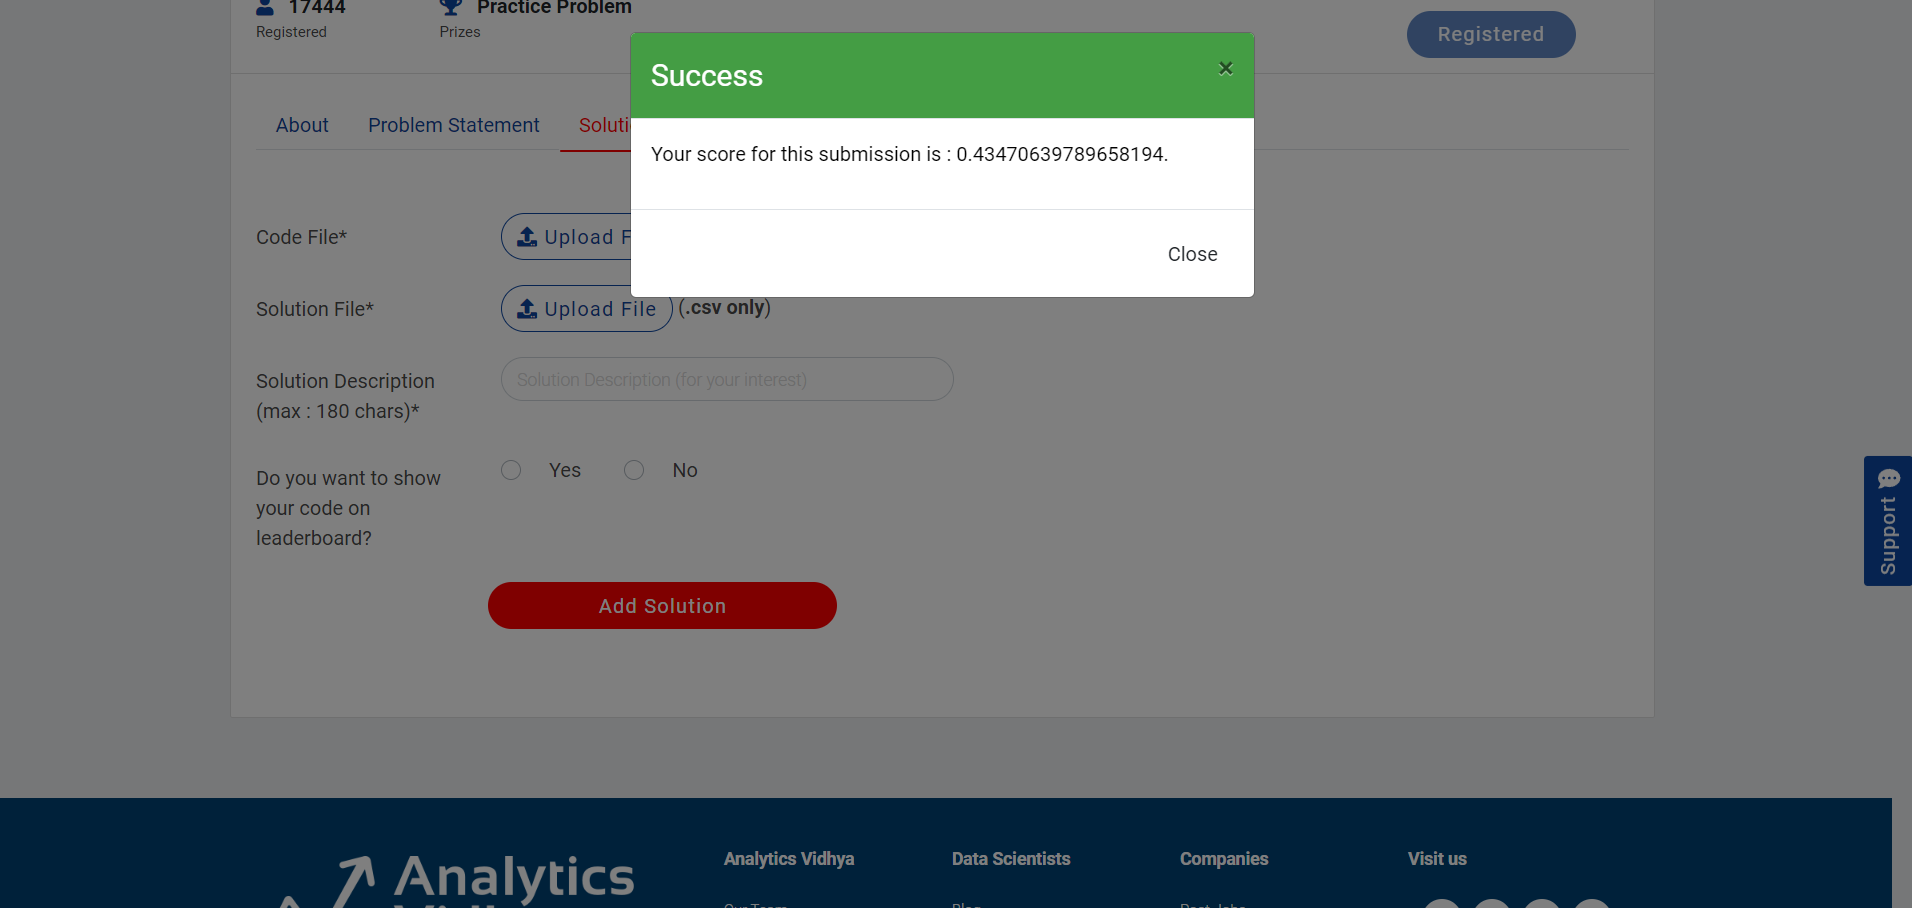 17444
Registered
Practice Problem
Prizes
Registered
Success
×
About
Problem Statement
Your score for this submission is : 0.43470639789658194.
Close
Code File*
Upload
Solution File*
Upload File
(.csv only)
Solution Description
(max : 180 chars)*
Solution Description (for your interest)
Do you want to show
your code on
leaderboard?
Yes
No
Add Solution
Support
Analytics
Analytics Vidhya
Data Scientists
Companies
Visit us